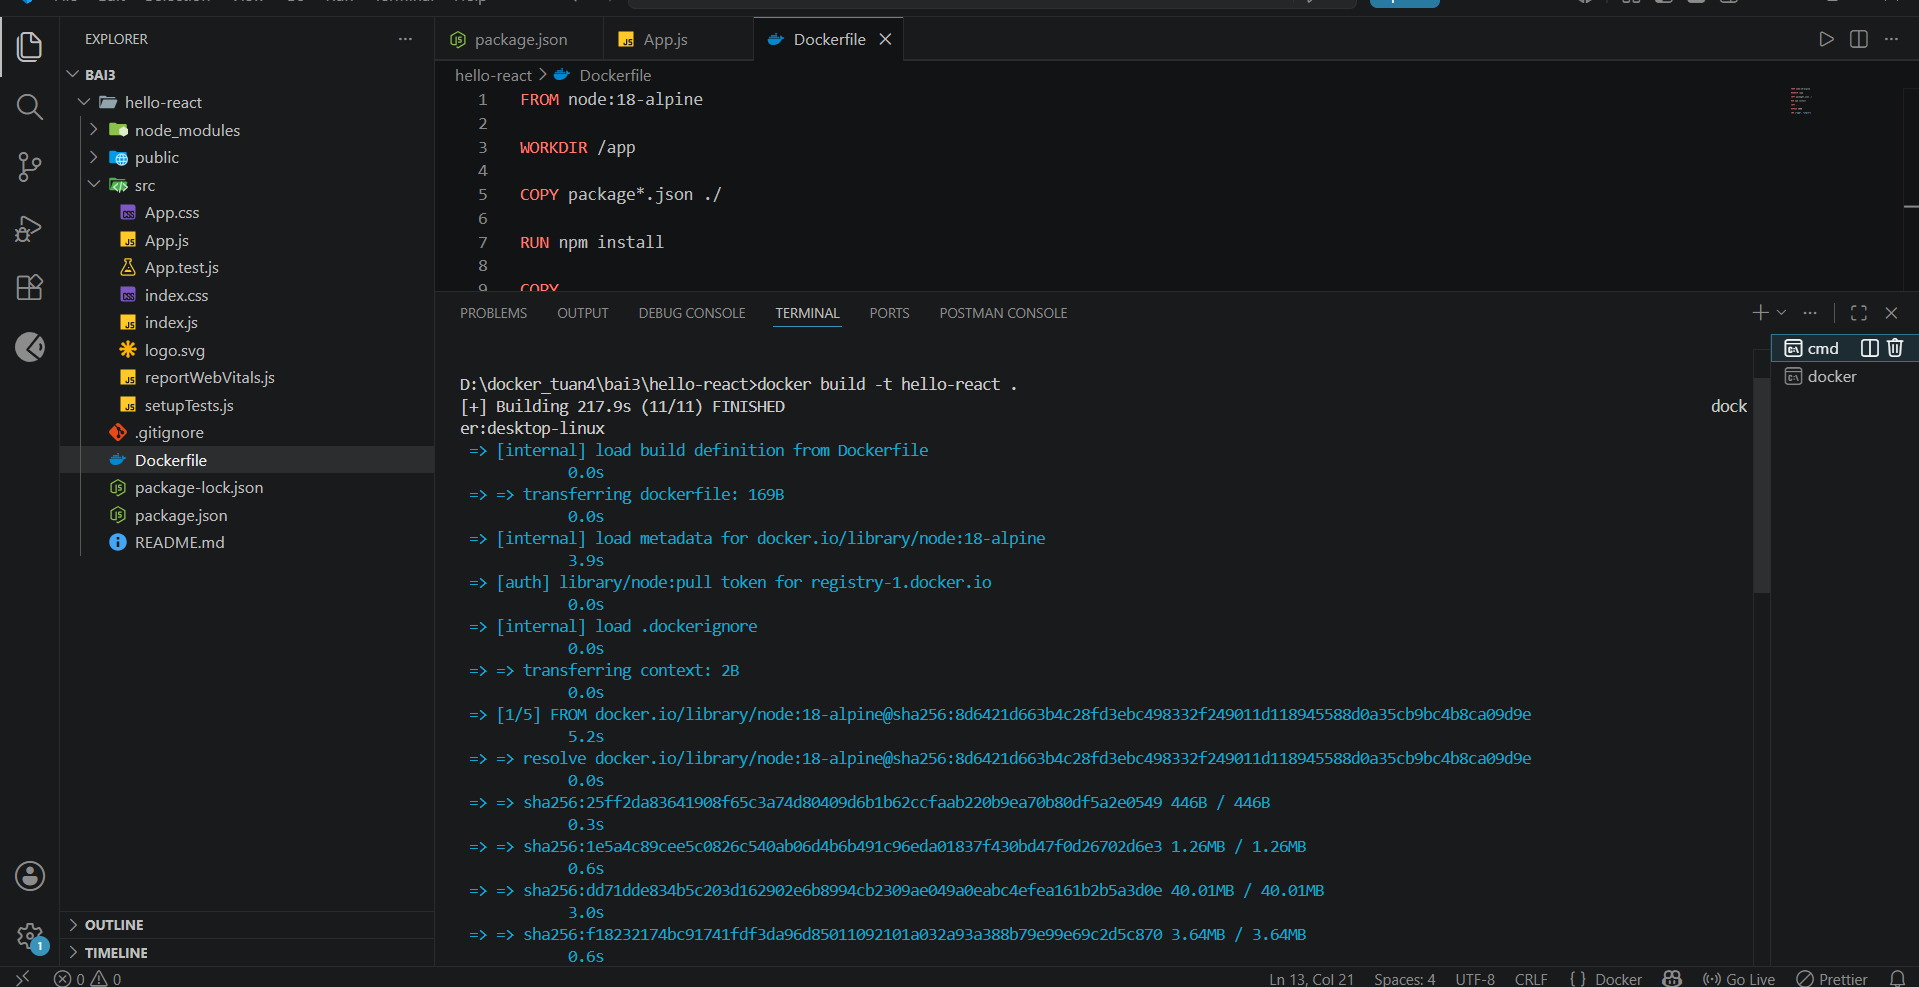 EXPLORER
BAI3
hello-react
node_modules
public
src
App.css
App.js
App.test.js
index.css
index.js
logo.svg
reportWebVitals.js
setupTests.js
.gitignore
Dockerfile
package-lock.json
package.json
README.md
OUTLINE
TIMELINE
package.json
App.js
Dockerfile
hello-react > Dockerfile
1 FROM node:18-alpine
2
3 WORKDIR /app
4
5 COPY package*.json ./
6
7 RUN npm install
8
9 COPY
PROBLEMS OUTPUT DEBUG CONSOLE TERMINAL PORTS POSTMAN CONSOLE
cmd
docker
D:\docker_tuan4\bai3\hello-react>docker build -t hello-react .
[+] Building 217.9s (11/11) FINISHED dock
er:desktop-linux
=> [internal] load build definition from Dockerfile
0.0s
=> => transferring dockerfile: 169B
0.0s
=> [internal] load metadata for docker.io/library/node:18-alpine
3.9s
=> [auth] library/node:pull token for registry-1.docker.io
0.0s
=> [internal] load .dockerignore
0.0s
=> => transferring context: 2B
0.0s
=> [1/5] FROM docker.io/library/node:18-alpine@sha256:8d6421d663b4c28fd3ebc498332f249011d118945588d0a35cb9bc4b8ca09d9e
5.2s
=> => resolve docker.io/library/node:18-alpine@sha256:8d6421d663b4c28fd3ebc498332f249011d118945588d0a35cb9bc4b8ca09d9e
0.0s
=> => sha256:25ff2da83641908f65c3a74d80409d6b1b62ccfaab220b9ea70b80df5a2e0549 446B / 446B
0.3s
=> => sha256:1e5a4c89cee5c0826c540ab06d4b6b491c96eda01837f430bd47f0d26702d6e3 1.26MB / 1.26MB
0.6s
=> => sha256:dd71dde834b5c203d162902e6b8994cb2309ae049a0eabc4efea161b2b5a3d0e 40.01MB / 40.01MB
3.0s
=> => sha256:f18232174bc91741fdf3da96d85011092101a032a93a388b79e99e69c2d5c870 3.64MB / 3.64MB
0.6s
1
0 0 Ln 13, Col 21 Spaces: 4 UTF-8 CRLF { } Docker Go Live Prettier